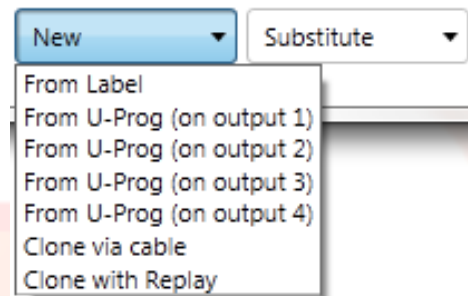 New
Substitute
From Label
From U-Prog (on output 1)
From U-Prog (on output 2)
From U-Prog (on output 3)
From U-Prog (on output 4)
Clone via cable
Clone with Replay